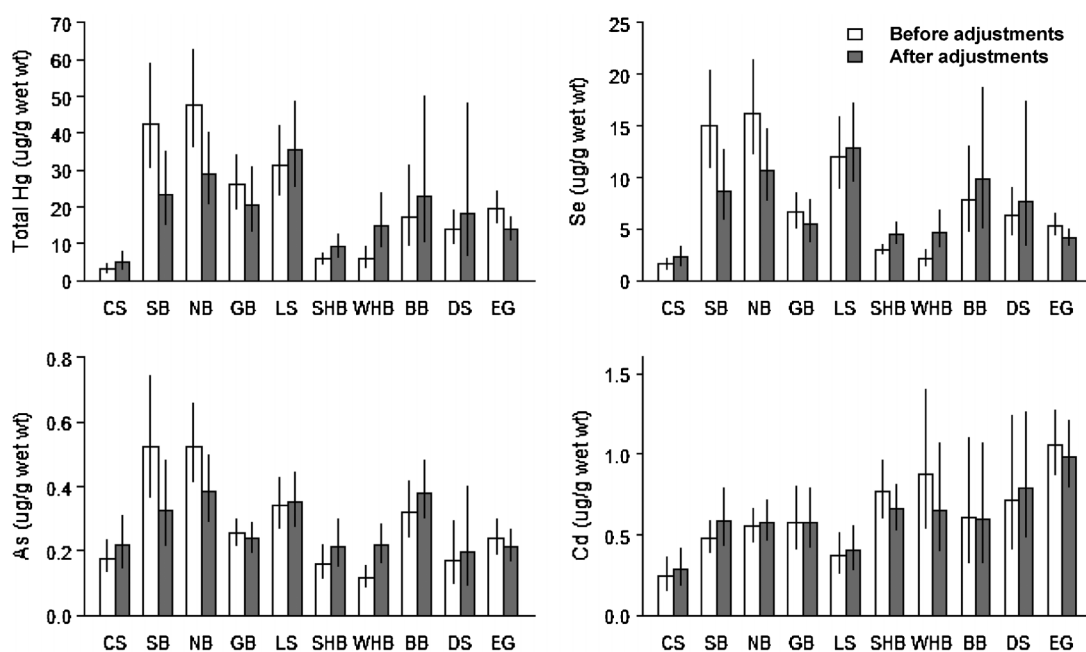 Total Hg (ug/g wet wt)
70
60
50
40
30
20
10
0
CS SB NB GB LS SHB WHB BB DS EG
Se (ug/g wet wt)
25
20
15
10
5
0
Before adjustments
After adjustments
CS SB NB GB LS SHB WHB BB DS EG
As (ug/g wet wt)
0.8
0.6
0.4
0.2
0.0
CS SB NB GB LS SHB WHB BB DS EG
Cd (ug/g wet wt)
1.5
1.0
0.5
0.0
CS SB NB GB LS SHB WHB BB DS EG